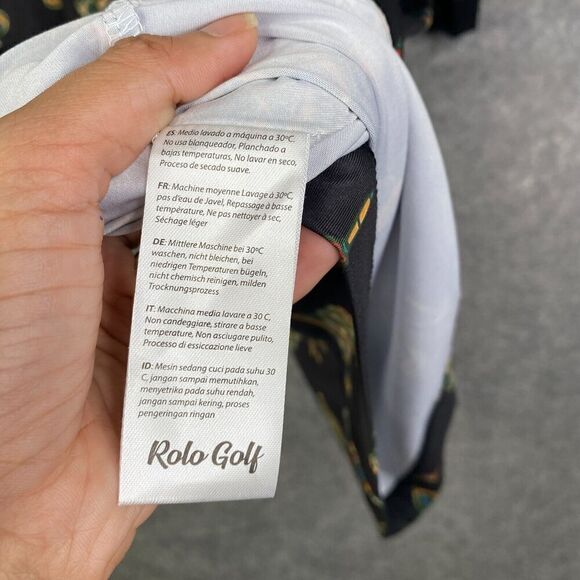 ES: Medio lavado a máquina a 30ºC,
No usa blanqueador, Planchado a
bajas temperaturas, No lavar en seco,
Proceso de secado suave.
FR: Machine moyenne Lavage à 30ºC,
pas d'eau de Javel, Repassage à basse
température, Ne pas nettoyer à sec,
Séchage léger
DE: Mittlere Maschine bei 30ºC
waschen, nicht bleichen, bei
niedrigen Temperaturen bügeln,
nicht chemisch reinigen, milden
Trocknungsprozess
IT: Macchina media lavare a 30 C,
Non candeggiare, stirare a basse
temperature, Non asciugare pulito,
Processo di essiccazione lieve
ID: Mesin sedang cuci pada suhu 30
C, jangan sampai memutihkan,
menyetrika pada suhu rendah,
jangan sampai kering, proses
pengeringan ringan
Rolo Golf